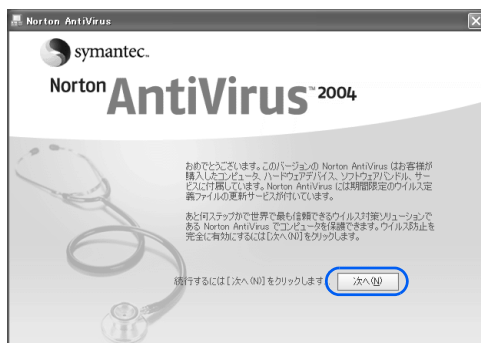 Norton AntiVirus
symantec.
Norton AntiVirus™ 2004
おめでとうございます。このバージョンの Norton AntiVirus はお客様が
購入したコンピュータ、ハードウェアデバイス、ソフトウェアバンドル、サー
ビスに付属しています。Norton AntiVirus には期間限定のウイルス定
義ファイルの更新サービスが付いています。
あと何ステップかで世界で最も信頼できるウイルス対策ソリューションで
ある Norton AntiVirus でコンピュータを保護できます。ウイルス防止を
完全に有効にするには[次へ(N)]をクリックします。
続行するには [次へ(N)] をクリックします。
次へ(N)